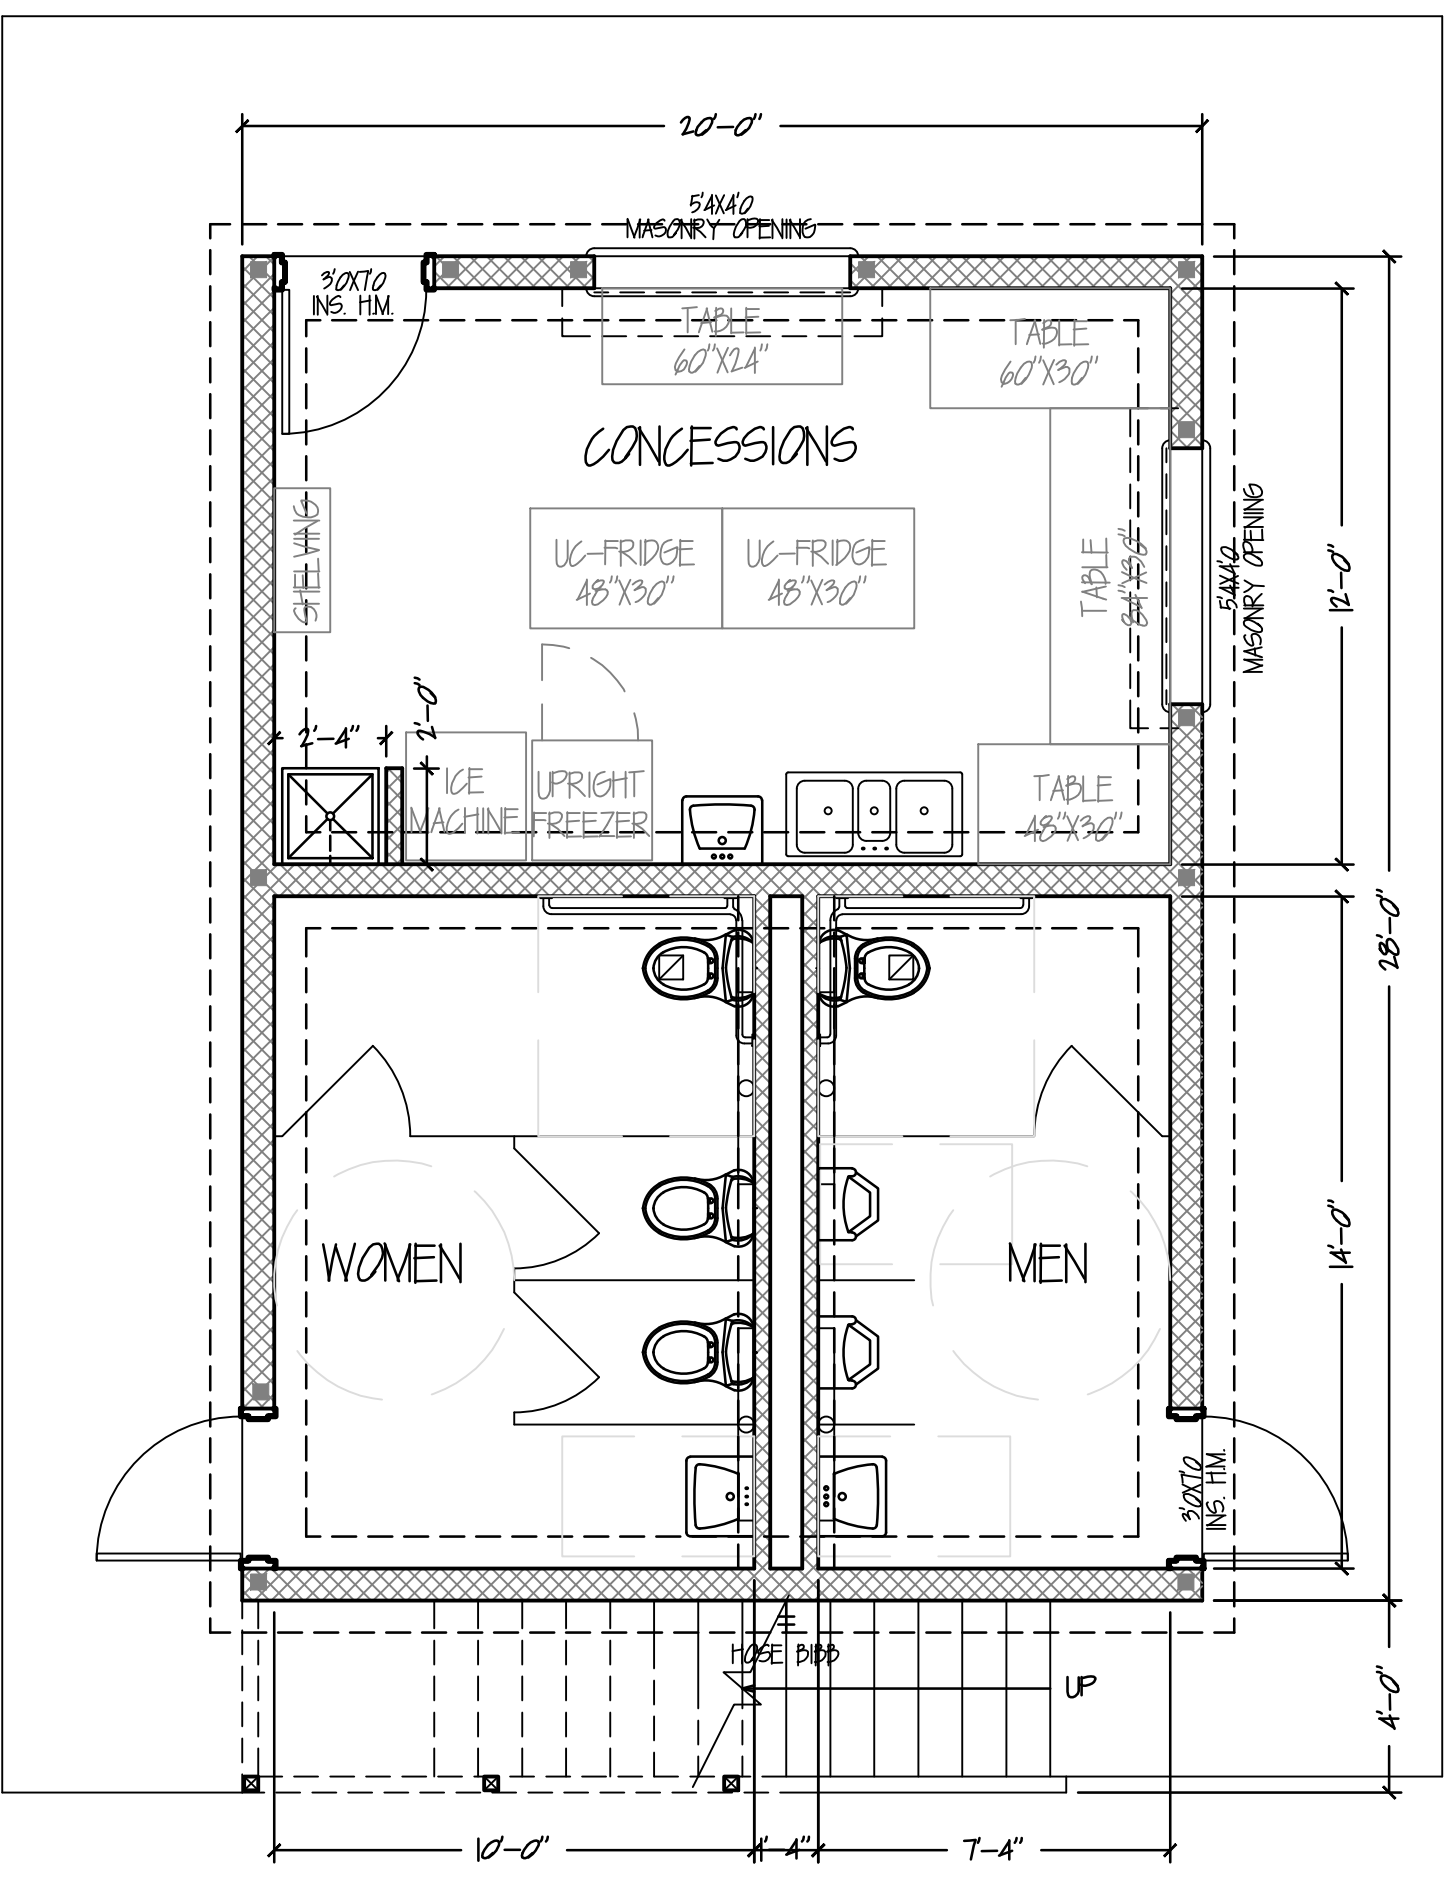 20'-0"
5'4X4'0
MASONRY OPENING
3'0X7'0
INS. H.M.
TABLE
60"X24"
TABLE
60"X30"
CONCESSIONS
SHELVING
UC-FRIDGE
48"X30"
UC-FRIDGE
48"X30"
TABLE
84"X30"
5'4X4'0
MASONRY OPENING
12'-0"
28'-0"
2'-4"
2'-0"
ICE
MACHINE
UPRIGHT
FREEZER
TABLE
48"X30"
WOMEN
MEN
14'-0"
3'0X7'0
INS. H.M.
HOSE BIBB
UP
4'-0"
10'-0"
1'-4"
7'-4"